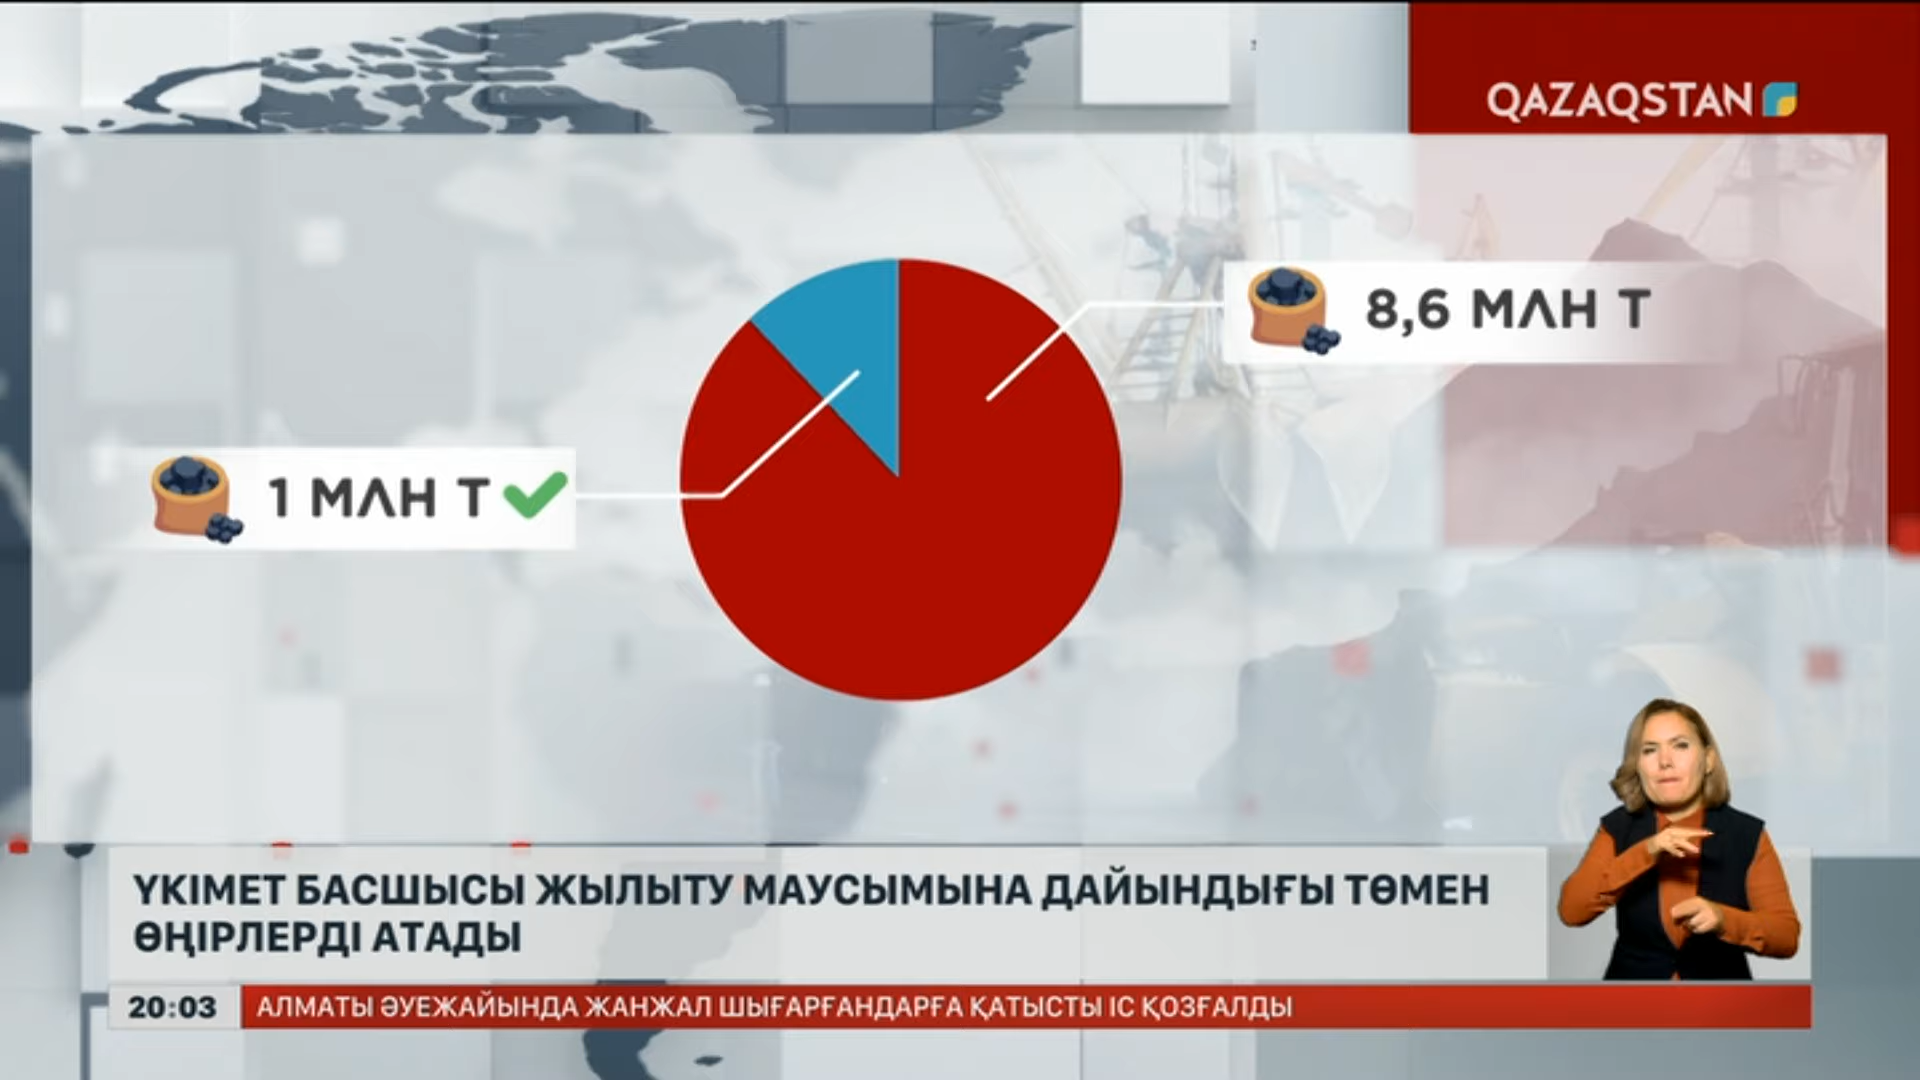 QAZAQSTAN
8,6 МЛН Т
1 МЛН Т
ҮКІМЕТ БАСШЫСЫ ЖЫЛЫТУ МАУСЫМЫНА ДАЙЫНДЫҒЫ ТӨМЕН
ӨҢІРЛЕРДІ АТАДЫ
20:03 АЛМАТЫ ӘУЕЖАЙЫНДА ЖАНЖАЛ ШЫҒАРҒАНДАРҒА ҚАТЫСТЫ ІС ҚОЗҒАЛДЫ